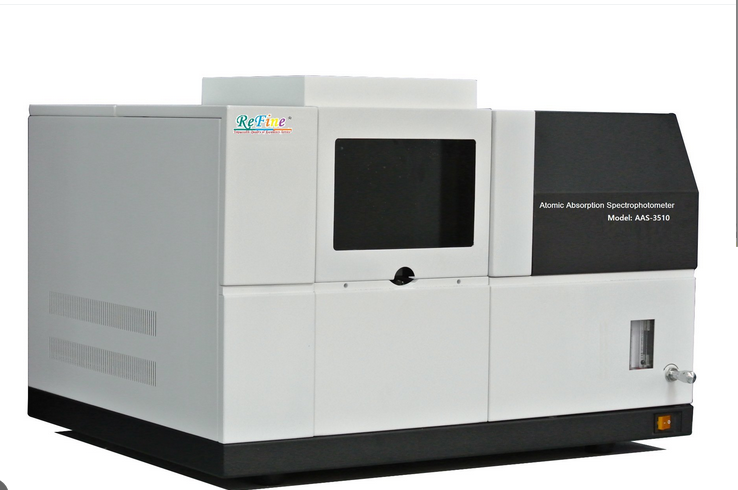 ReFine
Atomic Absorption Spectrophotometer
Model: AAS-3510